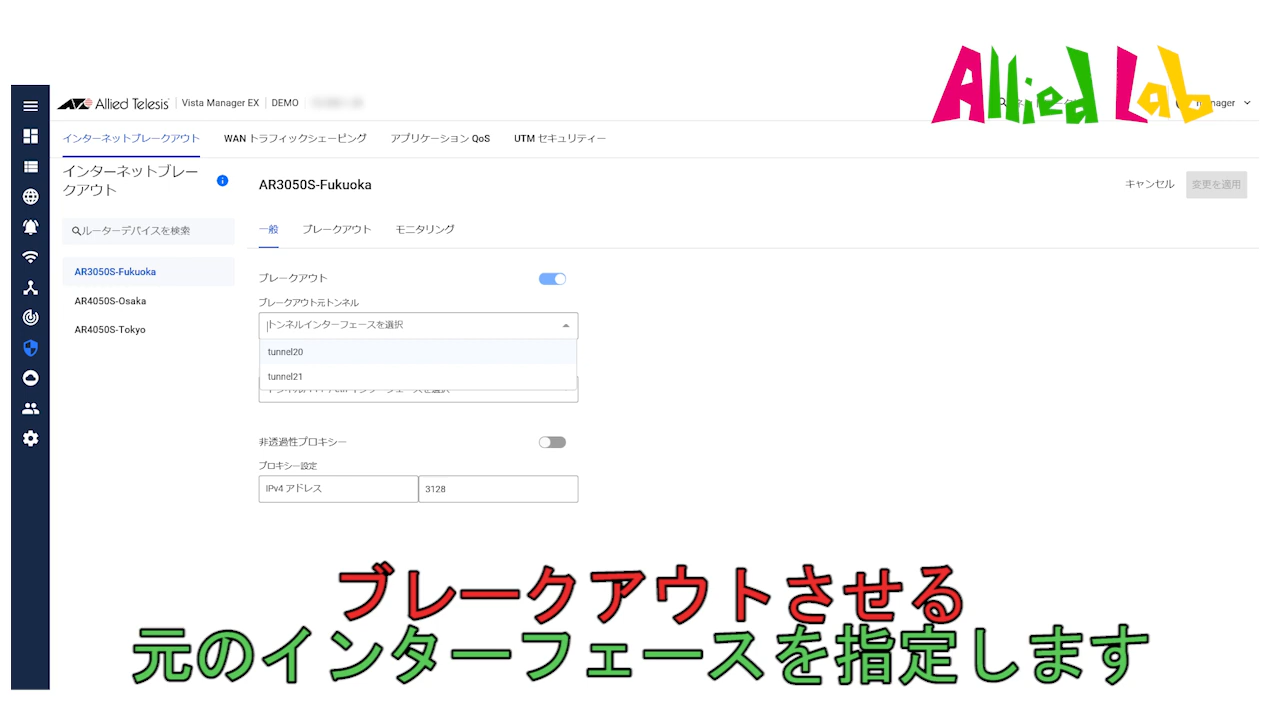 Allied Lab
Allied Telesis Vista Manager EX DEMO
インターネットブレークアウト WAN トラフィックシェーピング アプリケーション QoS UTM セキュリティー
インターネットブレー
クアウト
AR3050S-Fukuoka
キャンセル 変更を適用
ルーターデバイスを検索
一般 ブレークアウト モニタリング
AR3050S-Fukuoka
AR4050S-Osaka
AR4050S-Tokyo
ブレークアウト
ブレークアウト元トンネル
トンネルインターフェースを選択
tunnel20
tunnel21
非透過性プロキシー
プロキシー設定
IPv4 アドレス 3128
ブレークアウトさせる
元のインターフェースを指定します